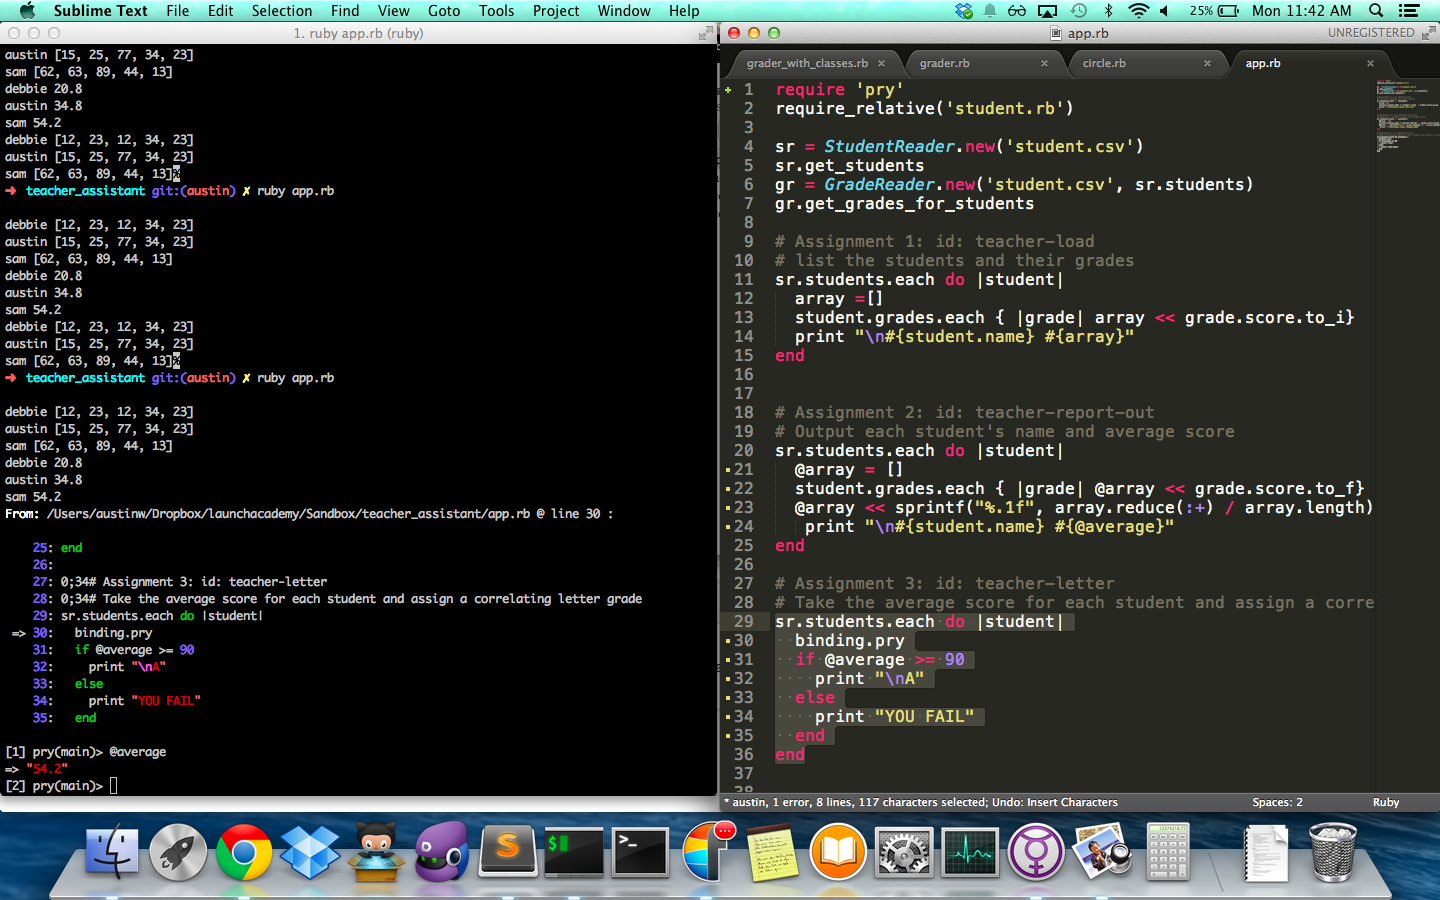 Sublime Text File Edit Selection Find View Goto Tools Project Window Help
25% Mon 11:42 AM
1. ruby app.rb (ruby)
austin [15, 25, 77, 34, 23]
sam [62, 63, 89, 44, 13]
debbie 20.8
austin 34.8
sam 54.2
debbie [12, 23, 12, 34, 23]
austin [15, 25, 77, 34, 23]
sam [62, 63, 89, 44, 13]%
➜ teacher_assistant git:(austin) ✗ ruby app.rb
debbie [12, 23, 12, 34, 23]
austin [15, 25, 77, 34, 23]
sam [62, 63, 89, 44, 13]
debbie 20.8
austin 34.8
sam 54.2
debbie [12, 23, 12, 34, 23]
austin [15, 25, 77, 34, 23]
sam [62, 63, 89, 44, 13]%
➜ teacher_assistant git:(austin) ✗ ruby app.rb
debbie [12, 23, 12, 34, 23]
austin [15, 25, 77, 34, 23]
sam [62, 63, 89, 44, 13]
debbie 20.8
austin 34.8
sam 54.2
From: /Users/austinw/Dropbox/launchacademy/Sandbox/teacher_assistant/app.rb @ line 30 :
25: end
26:
27: 0;34# Assignment 3: id: teacher-letter
28: 0;34# Take the average score for each student and assign a correlating letter grade
29: sr.students.each do |student|
=> 30: binding.pry
31: if @average >= 90
32: print "\nA"
33: else
34: print "YOU FAIL"
35: end
[1] pry(main)> @average
=> "54.2"
[2] pry(main)>
app.rb
UNREGISTERED
grader_with_classes.rb × grader.rb × circle.rb × app.rb ×
1 require 'pry'
2 require_relative('student.rb')
3
4 sr = StudentReader.new('student.csv')
5 sr.get_students
6 gr = GradeReader.new('student.csv', sr.students)
7 gr.get_grades_for_students
8
9 # Assignment 1: id: teacher-load
10 # list the students and their grades
11 sr.students.each do |student|
12 array =[]
13 student.grades.each { |grade| array << grade.score.to_i}
14 print "\n#{student.name} #{array}"
15 end
16
17
18 # Assignment 2: id: teacher-report-out
19 # Output each student's name and average score
20 sr.students.each do |student|
21 @array = []
22 student.grades.each { |grade| @array << grade.score.to_f}
23 @array << sprintf("%.1f", array.reduce(:+) / array.length)
24 print "\n#{student.name} #{@average}"
25 end
26
27 # Assignment 3: id: teacher-letter
28 # Take the average score for each student and assign a corre
29 sr.students.each do |student|
30 binding.pry
31 if @average >= 90
32 print "\nA"
33 else
34 print "YOU FAIL"
35 end
36 end
37
* austin, 1 error, 8 lines, 117 characters selected; Undo: Insert Characters
Spaces: 2
Ruby